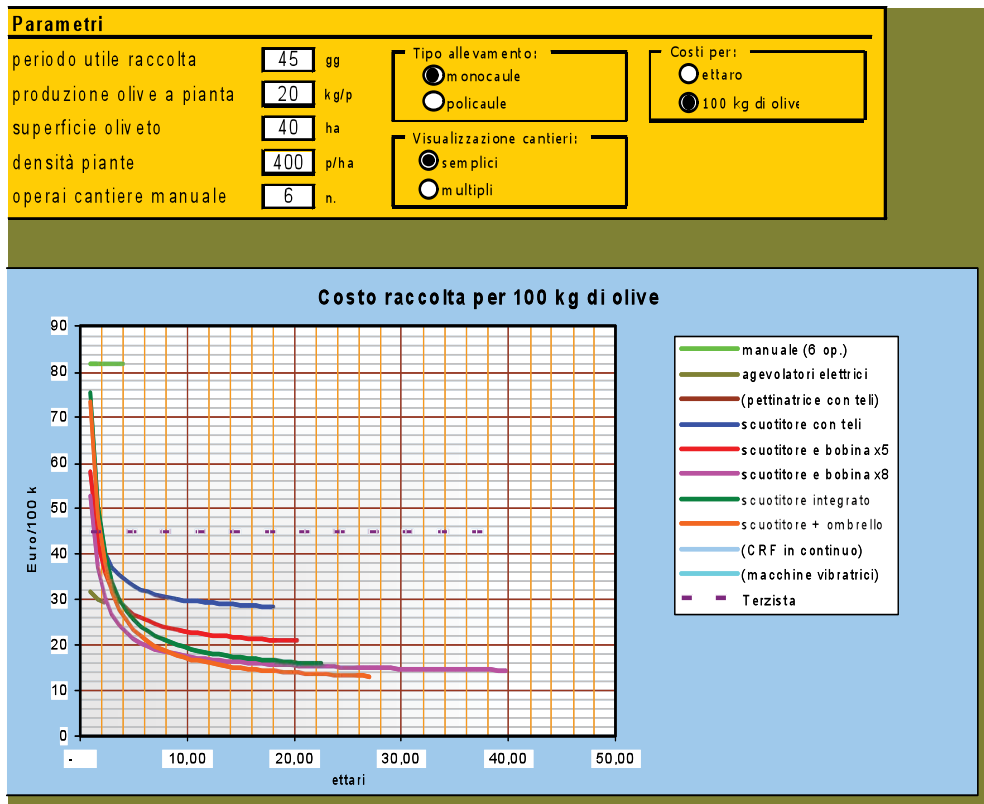 Parametri
periodo utile raccolta 45 gg
produzione olive a pianta 20 kg/p
superficie oliveto 40 ha
densità piante 400 p/ha
operai cantiere manuale 6 n.
Tipo allevamento:
monocaule
policaule
Visualizzazione cantieri:
semplici
multipli
Costi per:
ettaro
100 kg di olive
Costo raccolta per 100 kg di olive
90
80
70
60
50
40
30
20
10
0
Euro/100 k
- 10,00 20,00 30,00 40,00 50,00
ettari
manuale (6 op.)
agevolatori elettrici
(pettinatrice con teli)
scuotitore con teli
scuotitore e bobina x5
scuotitore e bobina x8
scuotitore integrato
scuotitore + ombrello
(CRF in continuo)
(macchine vibratrici)
Terzista